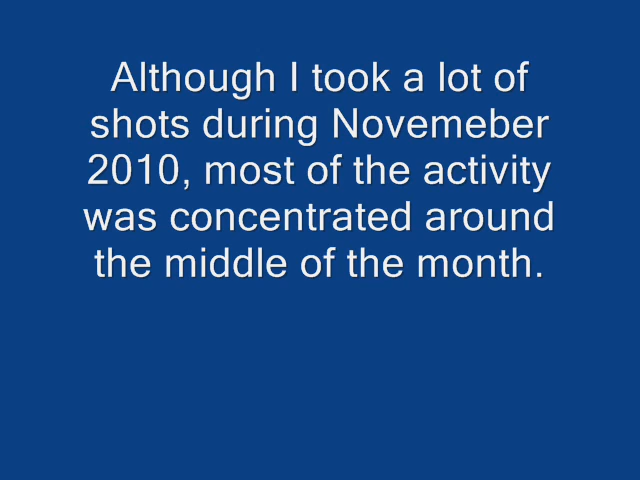 Although I took a lot of
shots during Novemeber
2010, most of the activity
was concentrated around
the middle of the month.